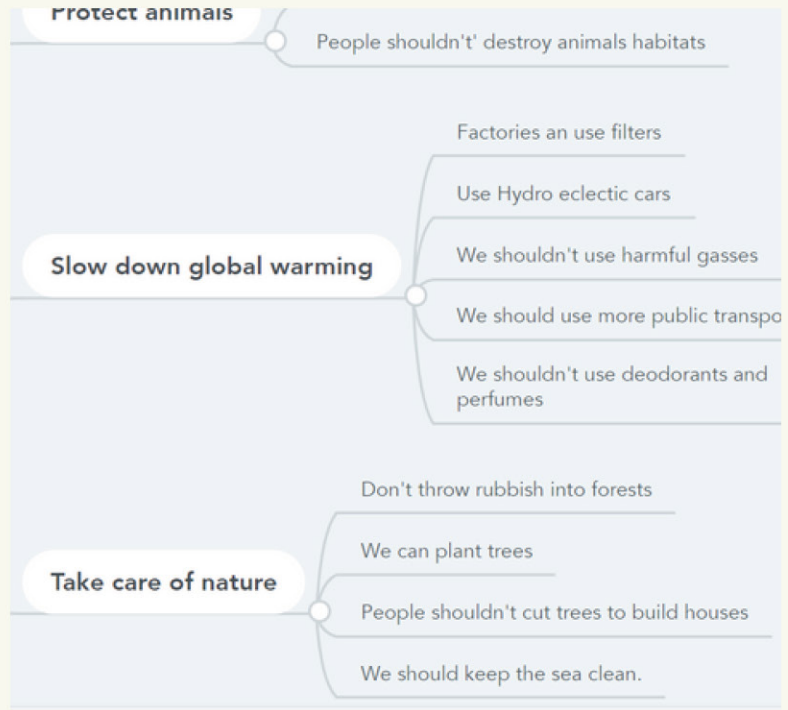 Protect animals
People shouldn't' destroy animals habitats
Factories an use filters
Use Hydro eclectic cars
Slow down global warming
We shouldn't use harmful gasses
We should use more public transpo
We shouldn't use deodorants and
perfumes
Don't throw rubbish into forests
We can plant trees
Take care of nature
People shouldn't cut trees to build houses
We should keep the sea clean.